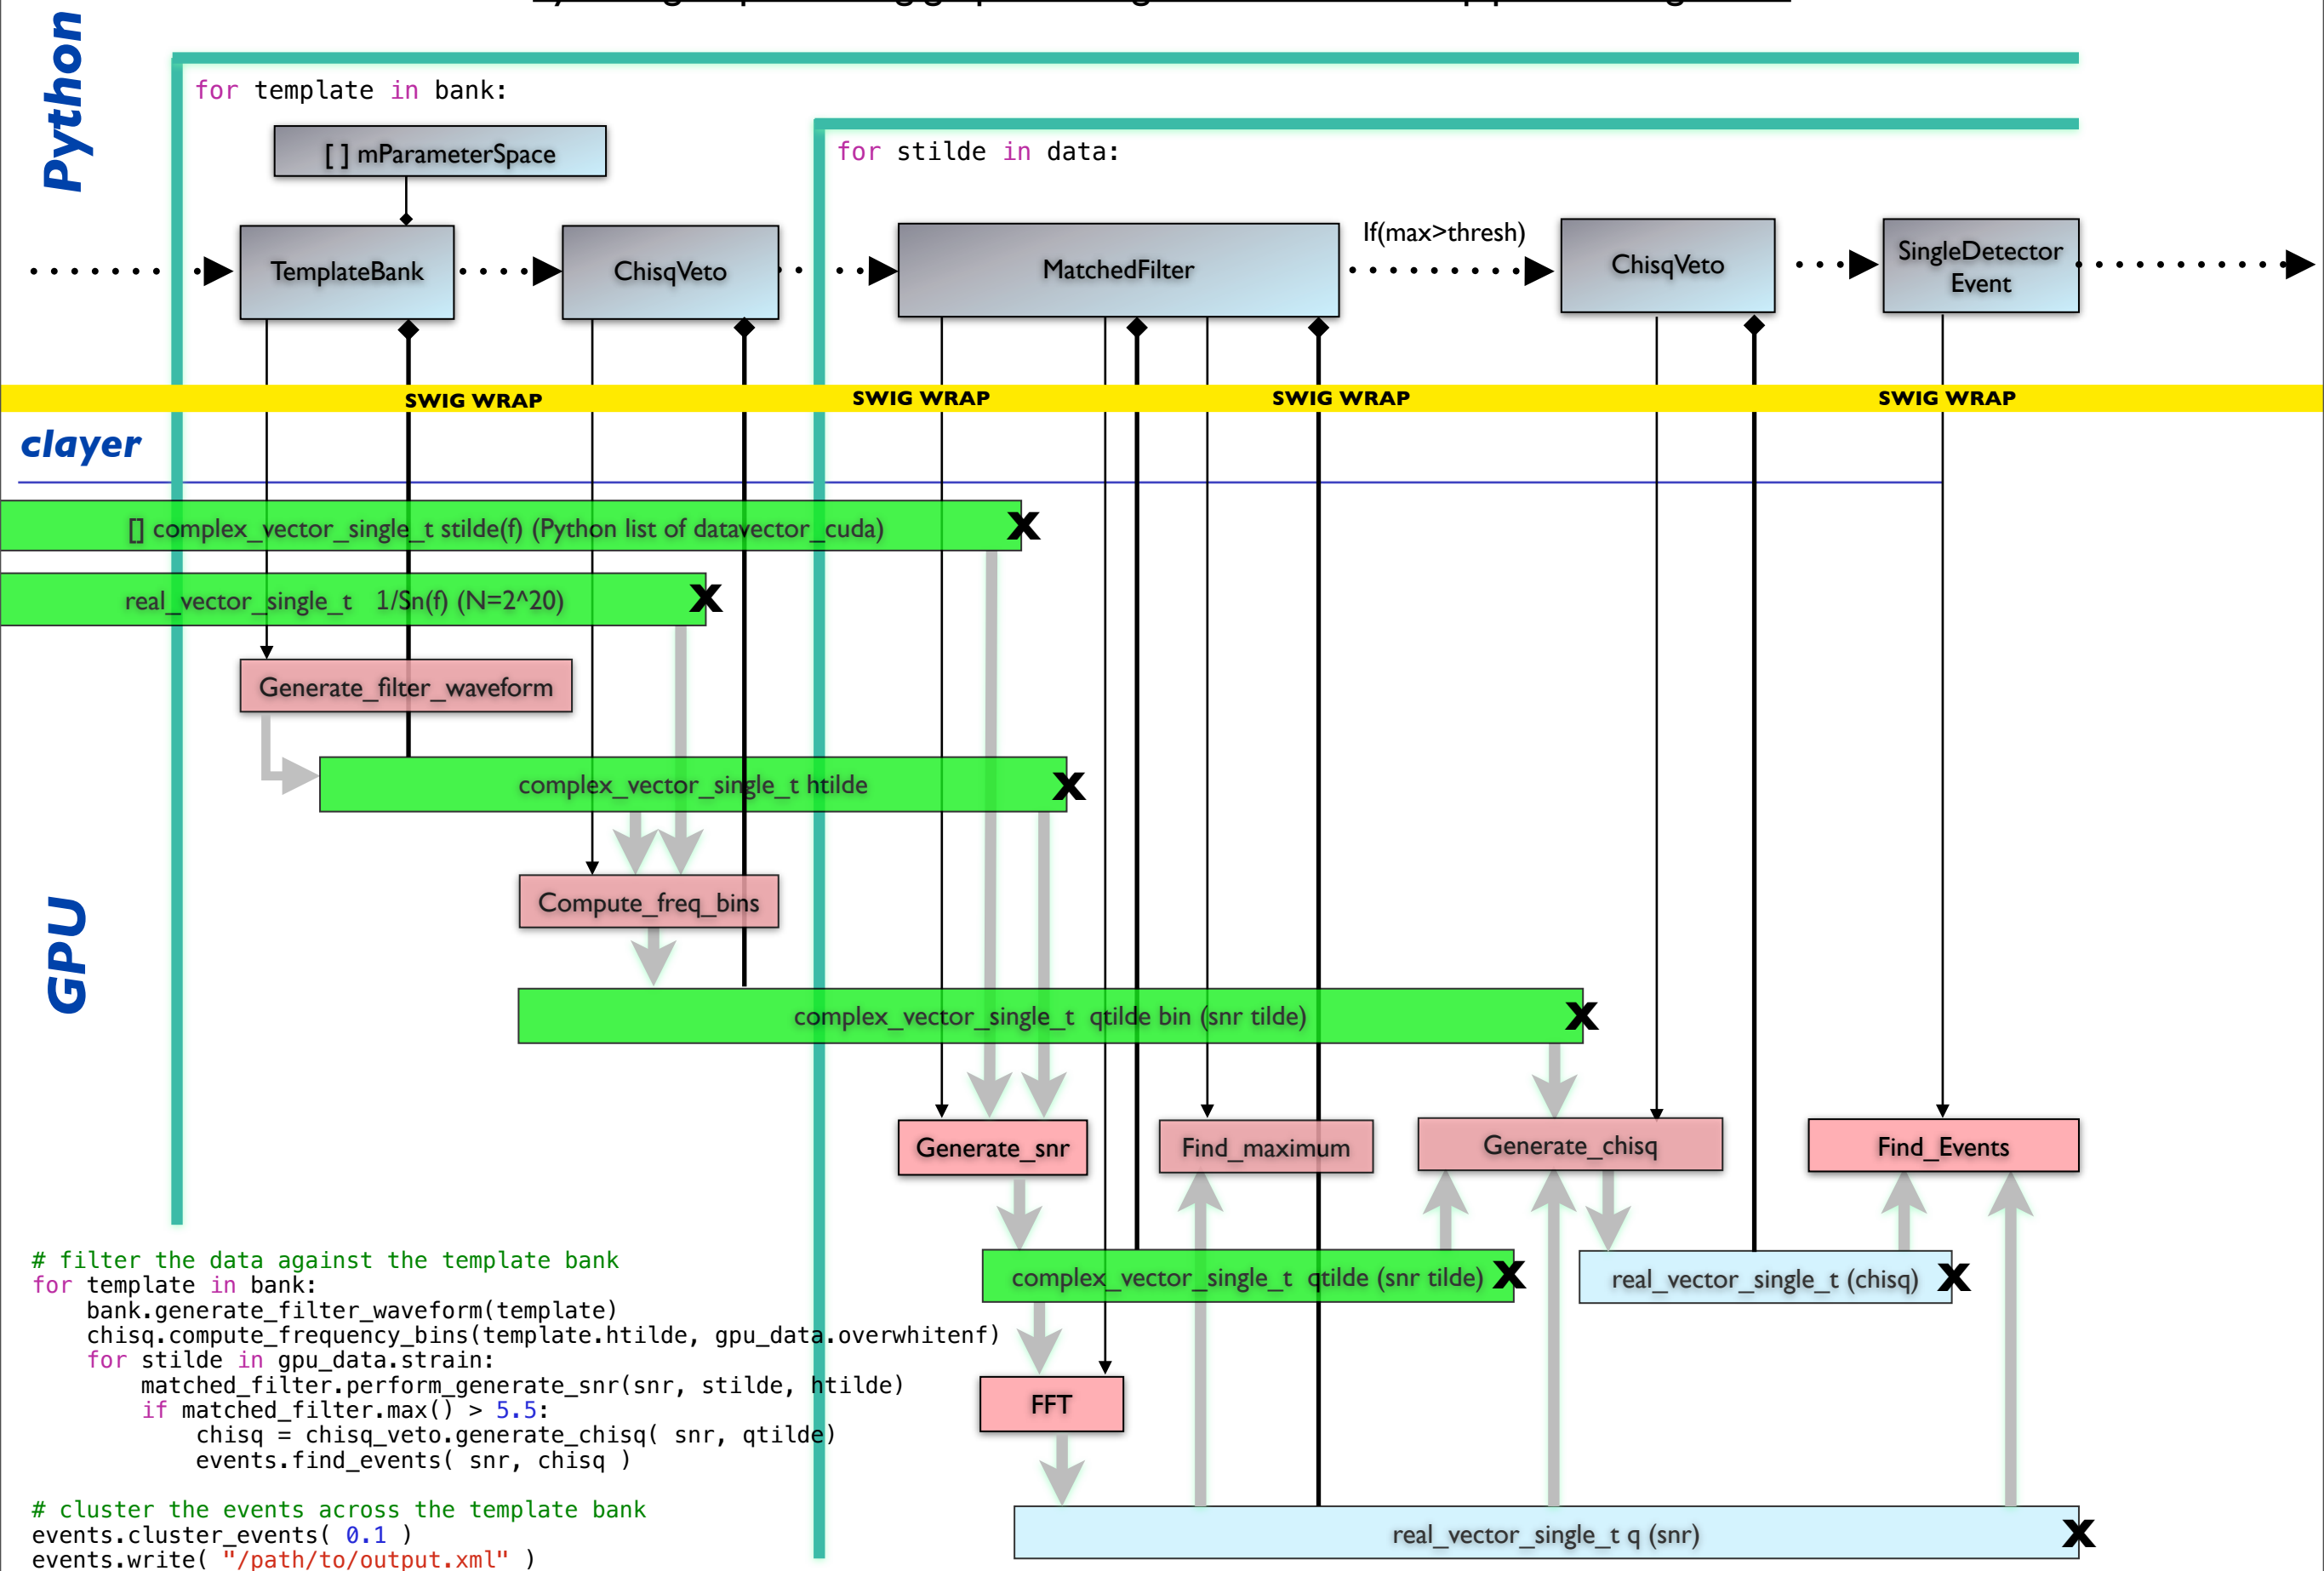 Python
for template in bank:
[ ] mParameterSpace
for stilde in data:
TemplateBank
ChisqVeto
MatchedFilter
If(max>thresh)
ChisqVeto
SingleDetector
Event
SWIG WRAP
SWIG WRAP
SWIG WRAP
SWIG WRAP
clayer
[] complex_vector_single_t stilde(f) (Python list of datavector_cuda)
X
real_vector_single_t 1/Sn(f) (N=2^20)
X
Generate_filter_waveform
complex_vector_single_t htilde
X
Compute_freq_bins
GPU
complex_vector_single_t qtilde bin (snr tilde)
X
Generate_snr
Find_maximum
Generate_chisq
Find_Events
complex_vector_single_t qtilde (snr tilde)
X
real_vector_single_t (chisq)
X
FFT
real_vector_single_t q (snr)
X
# filter the data against the template bank
for template in bank:
    bank.generate_filter_waveform(template)
    chisq.compute_frequency_bins(template.htilde, gpu_data.overwhitenf)
    for stilde in gpu_data.strain:
        matched_filter.perform_generate_snr(snr, stilde, htilde)
        if matched_filter.max() > 5.5:
            chisq = chisq_veto.generate_chisq( snr, qtilde)
            events.find_events( snr, chisq )
# cluster the events across the template bank
events.cluster_events( 0.1 )
events.write( "/path/to/output.xml" )